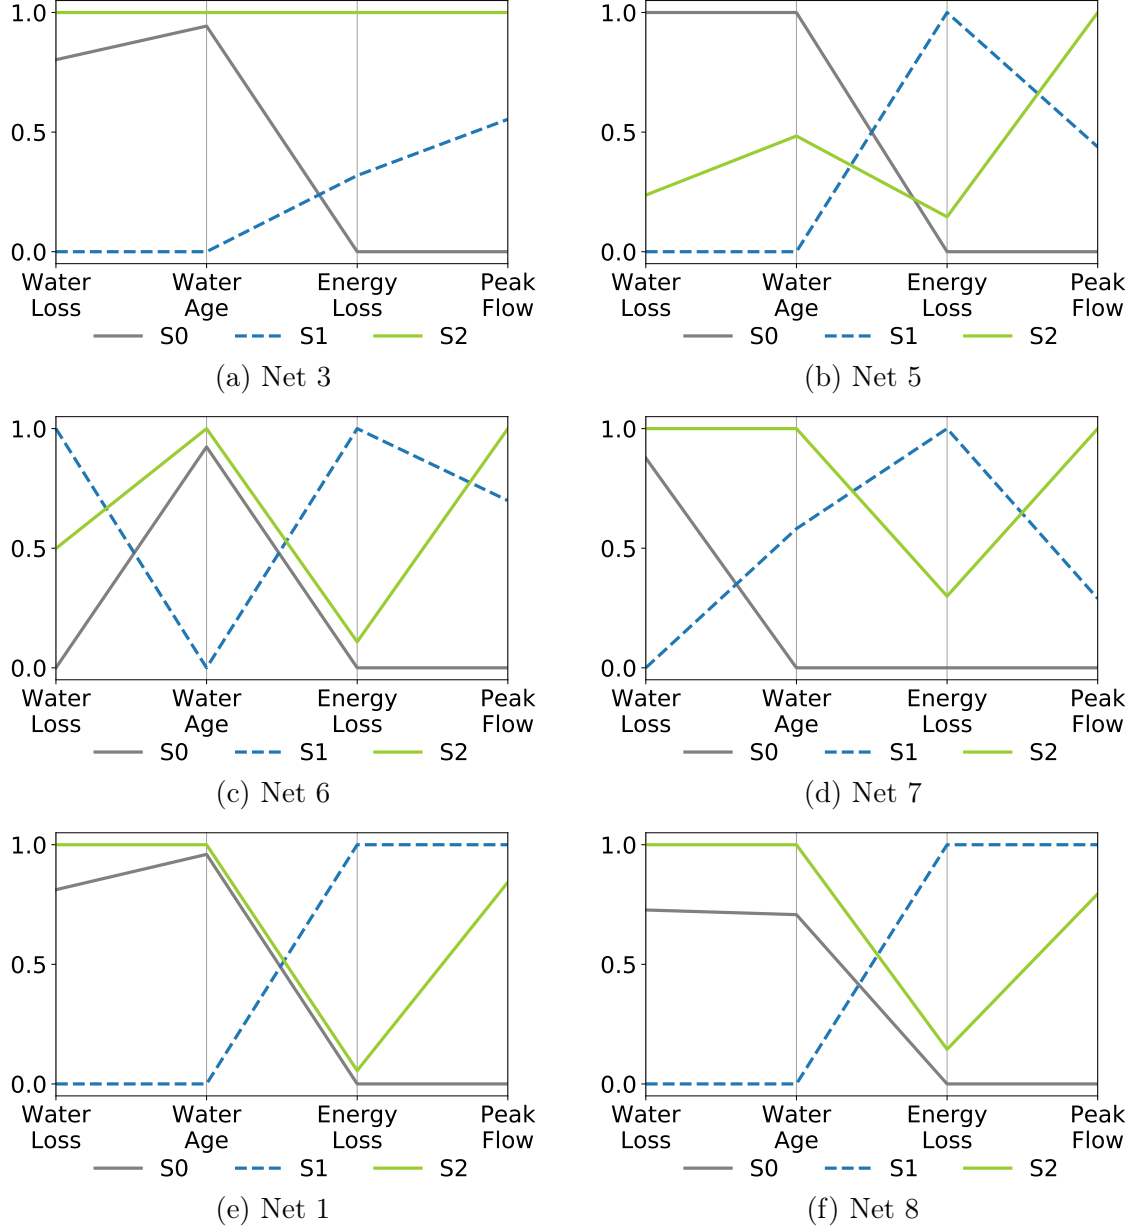 1.0
0.5
0.0
Water Loss
Water Age
Energy Loss
Peak Flow
S0 S1 S2
(a) Net 3
1.0
0.5
0.0
Water Loss
Water Age
Energy Loss
Peak Flow
S0 S1 S2
(b) Net 5
1.0
0.5
0.0
Water Loss
Water Age
Energy Loss
Peak Flow
S0 S1 S2
(c) Net 6
1.0
0.5
0.0
Water Loss
Water Age
Energy Loss
Peak Flow
S0 S1 S2
(d) Net 7
1.0
0.5
0.0
Water Loss
Water Age
Energy Loss
Peak Flow
S0 S1 S2
(e) Net 1
1.0
0.5
0.0
Water Loss
Water Age
Energy Loss
Peak Flow
S0 S1 S2
(f) Net 8